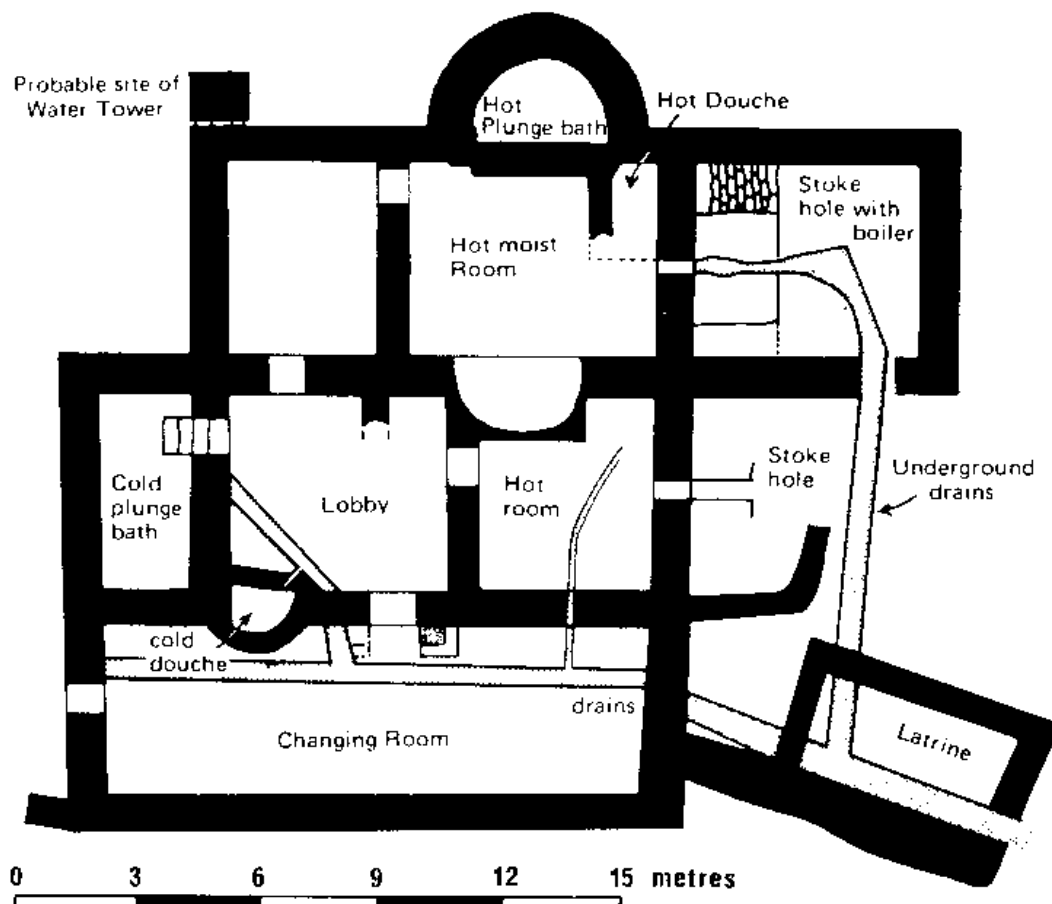 Probable site of
Water Tower
Hot
Plunge bath
Hot Douche
Stoke
hole with
boiler
Hot moist
Room
Cold
plunge
bath
Lobby
Hot
room
Stoke
hole
Underground
drains
cold
douche
drains
Changing Room
Latrine
0 3 6 9 12 15 metres